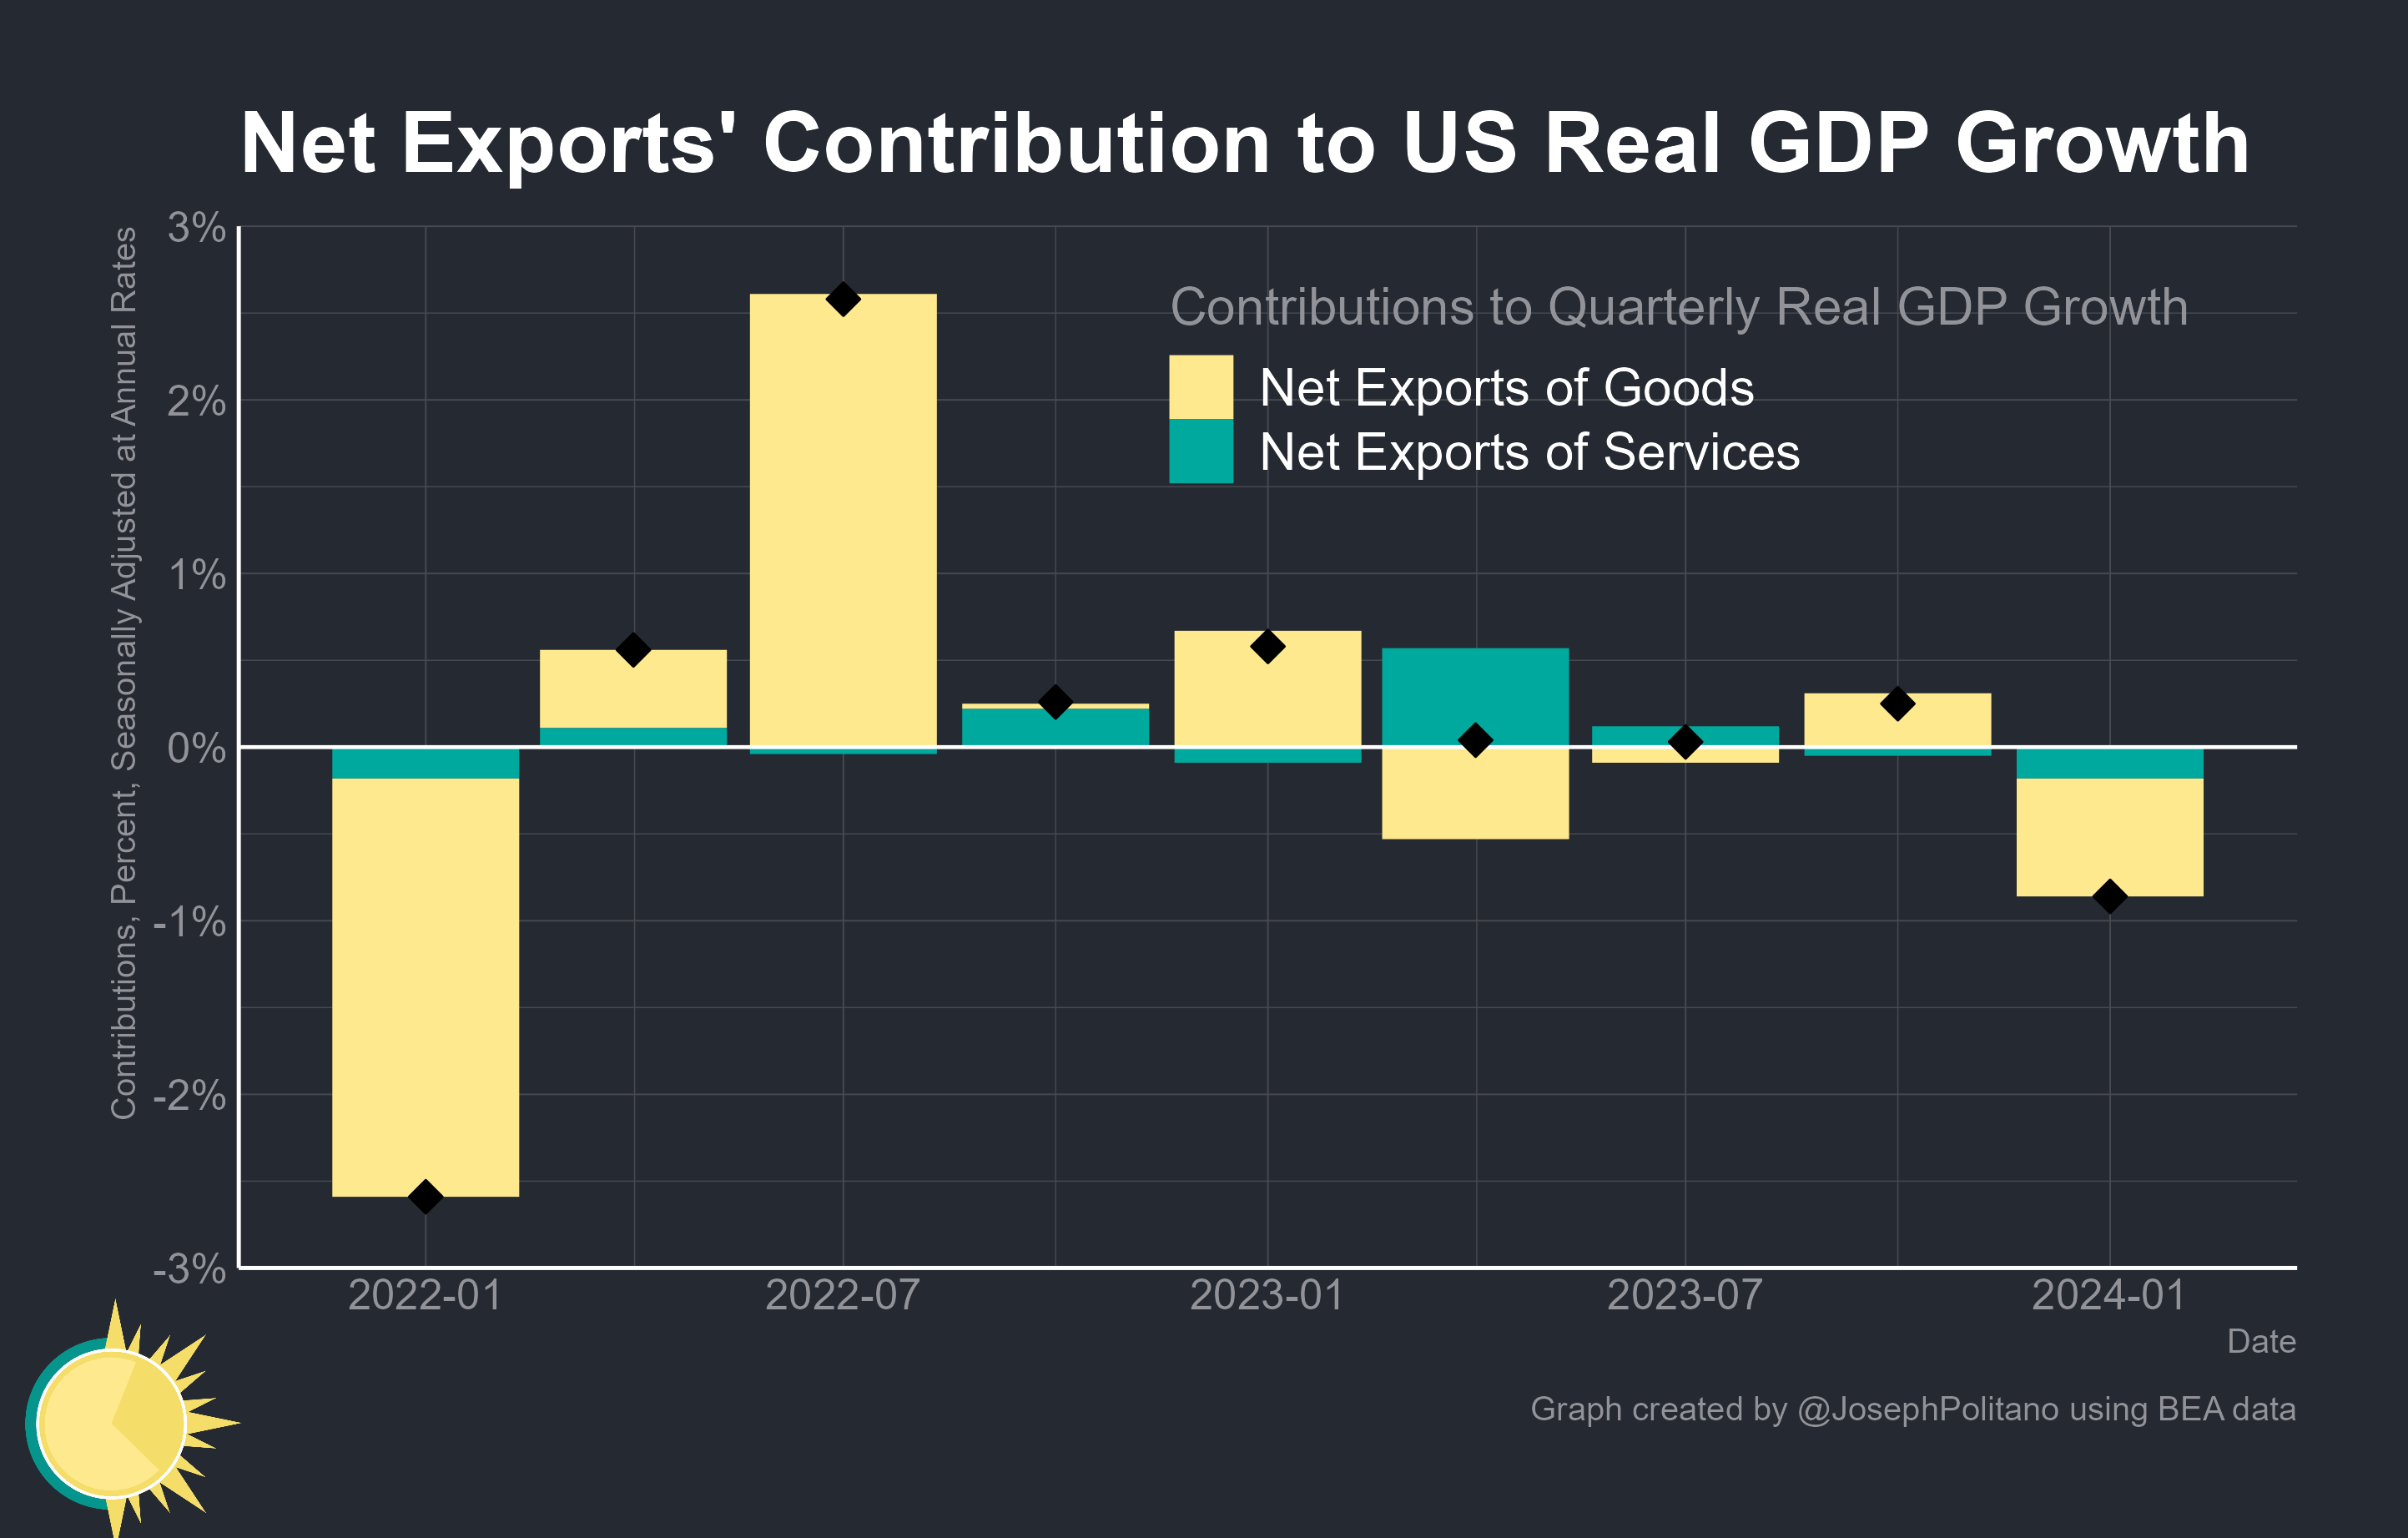 Net Exports' Contribution to US Real GDP Growth
Contributions, Percent, Seasonally Adjusted at Annual Rates
3%
2%
1%
0%
-1%
-2%
-3%
Contributions to Quarterly Real GDP Growth
Net Exports of Goods
Net Exports of Services
2022-01 2022-07 2023-01 2023-07 2024-01
Date
Graph created by @JosephPolitano using BEA data